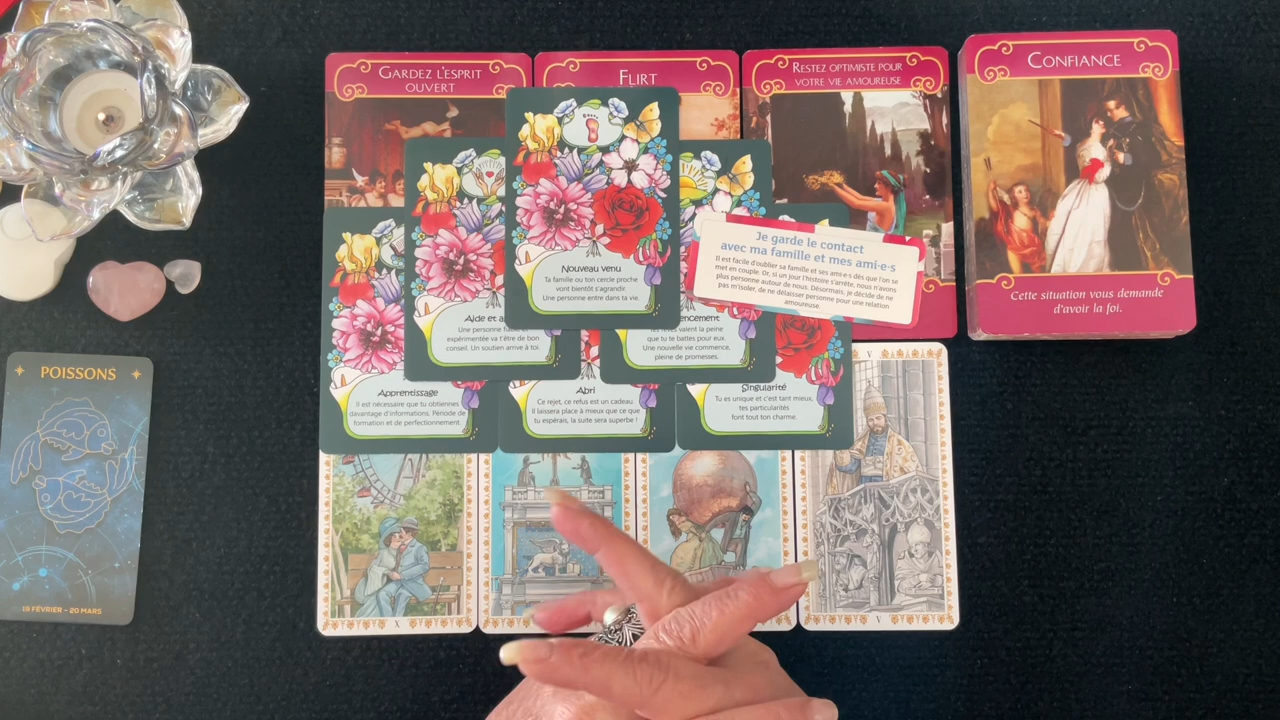 GARDEZ L'ESPRIT
OUVERT
FLIRT
RESTEZ OPTIMISTE POUR
VOTRE VIE AMOUREUSE
CONFIANCE
Cette situation vous demande
d'avoir la foi.
Je garde le contact
avec ma famille et mes ami·e·s
Il est facile d'oublier sa famille et ses ami·e·s dès que l'on se
met en couple. Or, si un jour l'histoire s'arrête, nous n'avons
plus personne autour de nous. Désormais, je décide de ne
pas m'isoler, de ne délaisser personne pour une relation
amoureuse.
Nouveau venu
Ta famille ou ton cercle proche
vont bientôt s'agrandir.
Une personne entre dans ta vie.
Aide et
Une personne
expérimentée va t'être de bon
conseil. Un soutien arrive à toi.
valent la peine
que tu te battes pour eux.
Une nouvelle vie commence,
pleine de promesses.
Apprentissage
Il est nécessaire que tu obtiennes
davantage d'informations. Période de
formation et de perfectionnement.
Abri
Ce rejet, ce refus est un cadeau.
Il laissera place à mieux que ce que
tu espérais, la suite sera superbe !
Singularité
Tu es unique et c'est tant mieux,
tes particularités
font tout ton charme.
POISSONS
19 FÉVRIER – 20 MARS
V
X
V